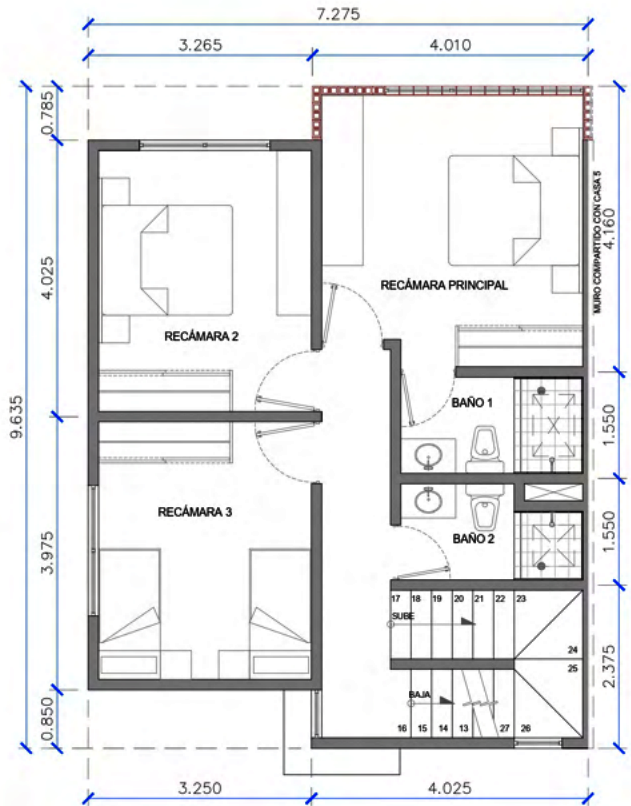 7.275
3.265
4.010
0.785
4.025
9.635
3.975
0.850
4.160
1.550
1.550
2.375
MURO COMPARTIDO CON CASA 5
RECÁMARA PRINCIPAL
RECÁMARA 2
BAÑO 1
RECÁMARA 3
BAÑO 2
17 18 19 20 21 22 23
SUBE
24
25
BAJA
16 15 14 13 27 26
3.250
4.025